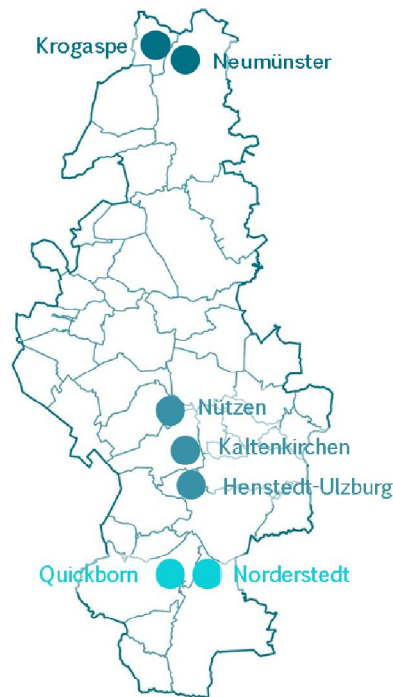 Krogaspe
Neumünster
Nützen
Kaltenkirchen
Henstedt-Ulzburg
Quickborn
Norderstedt